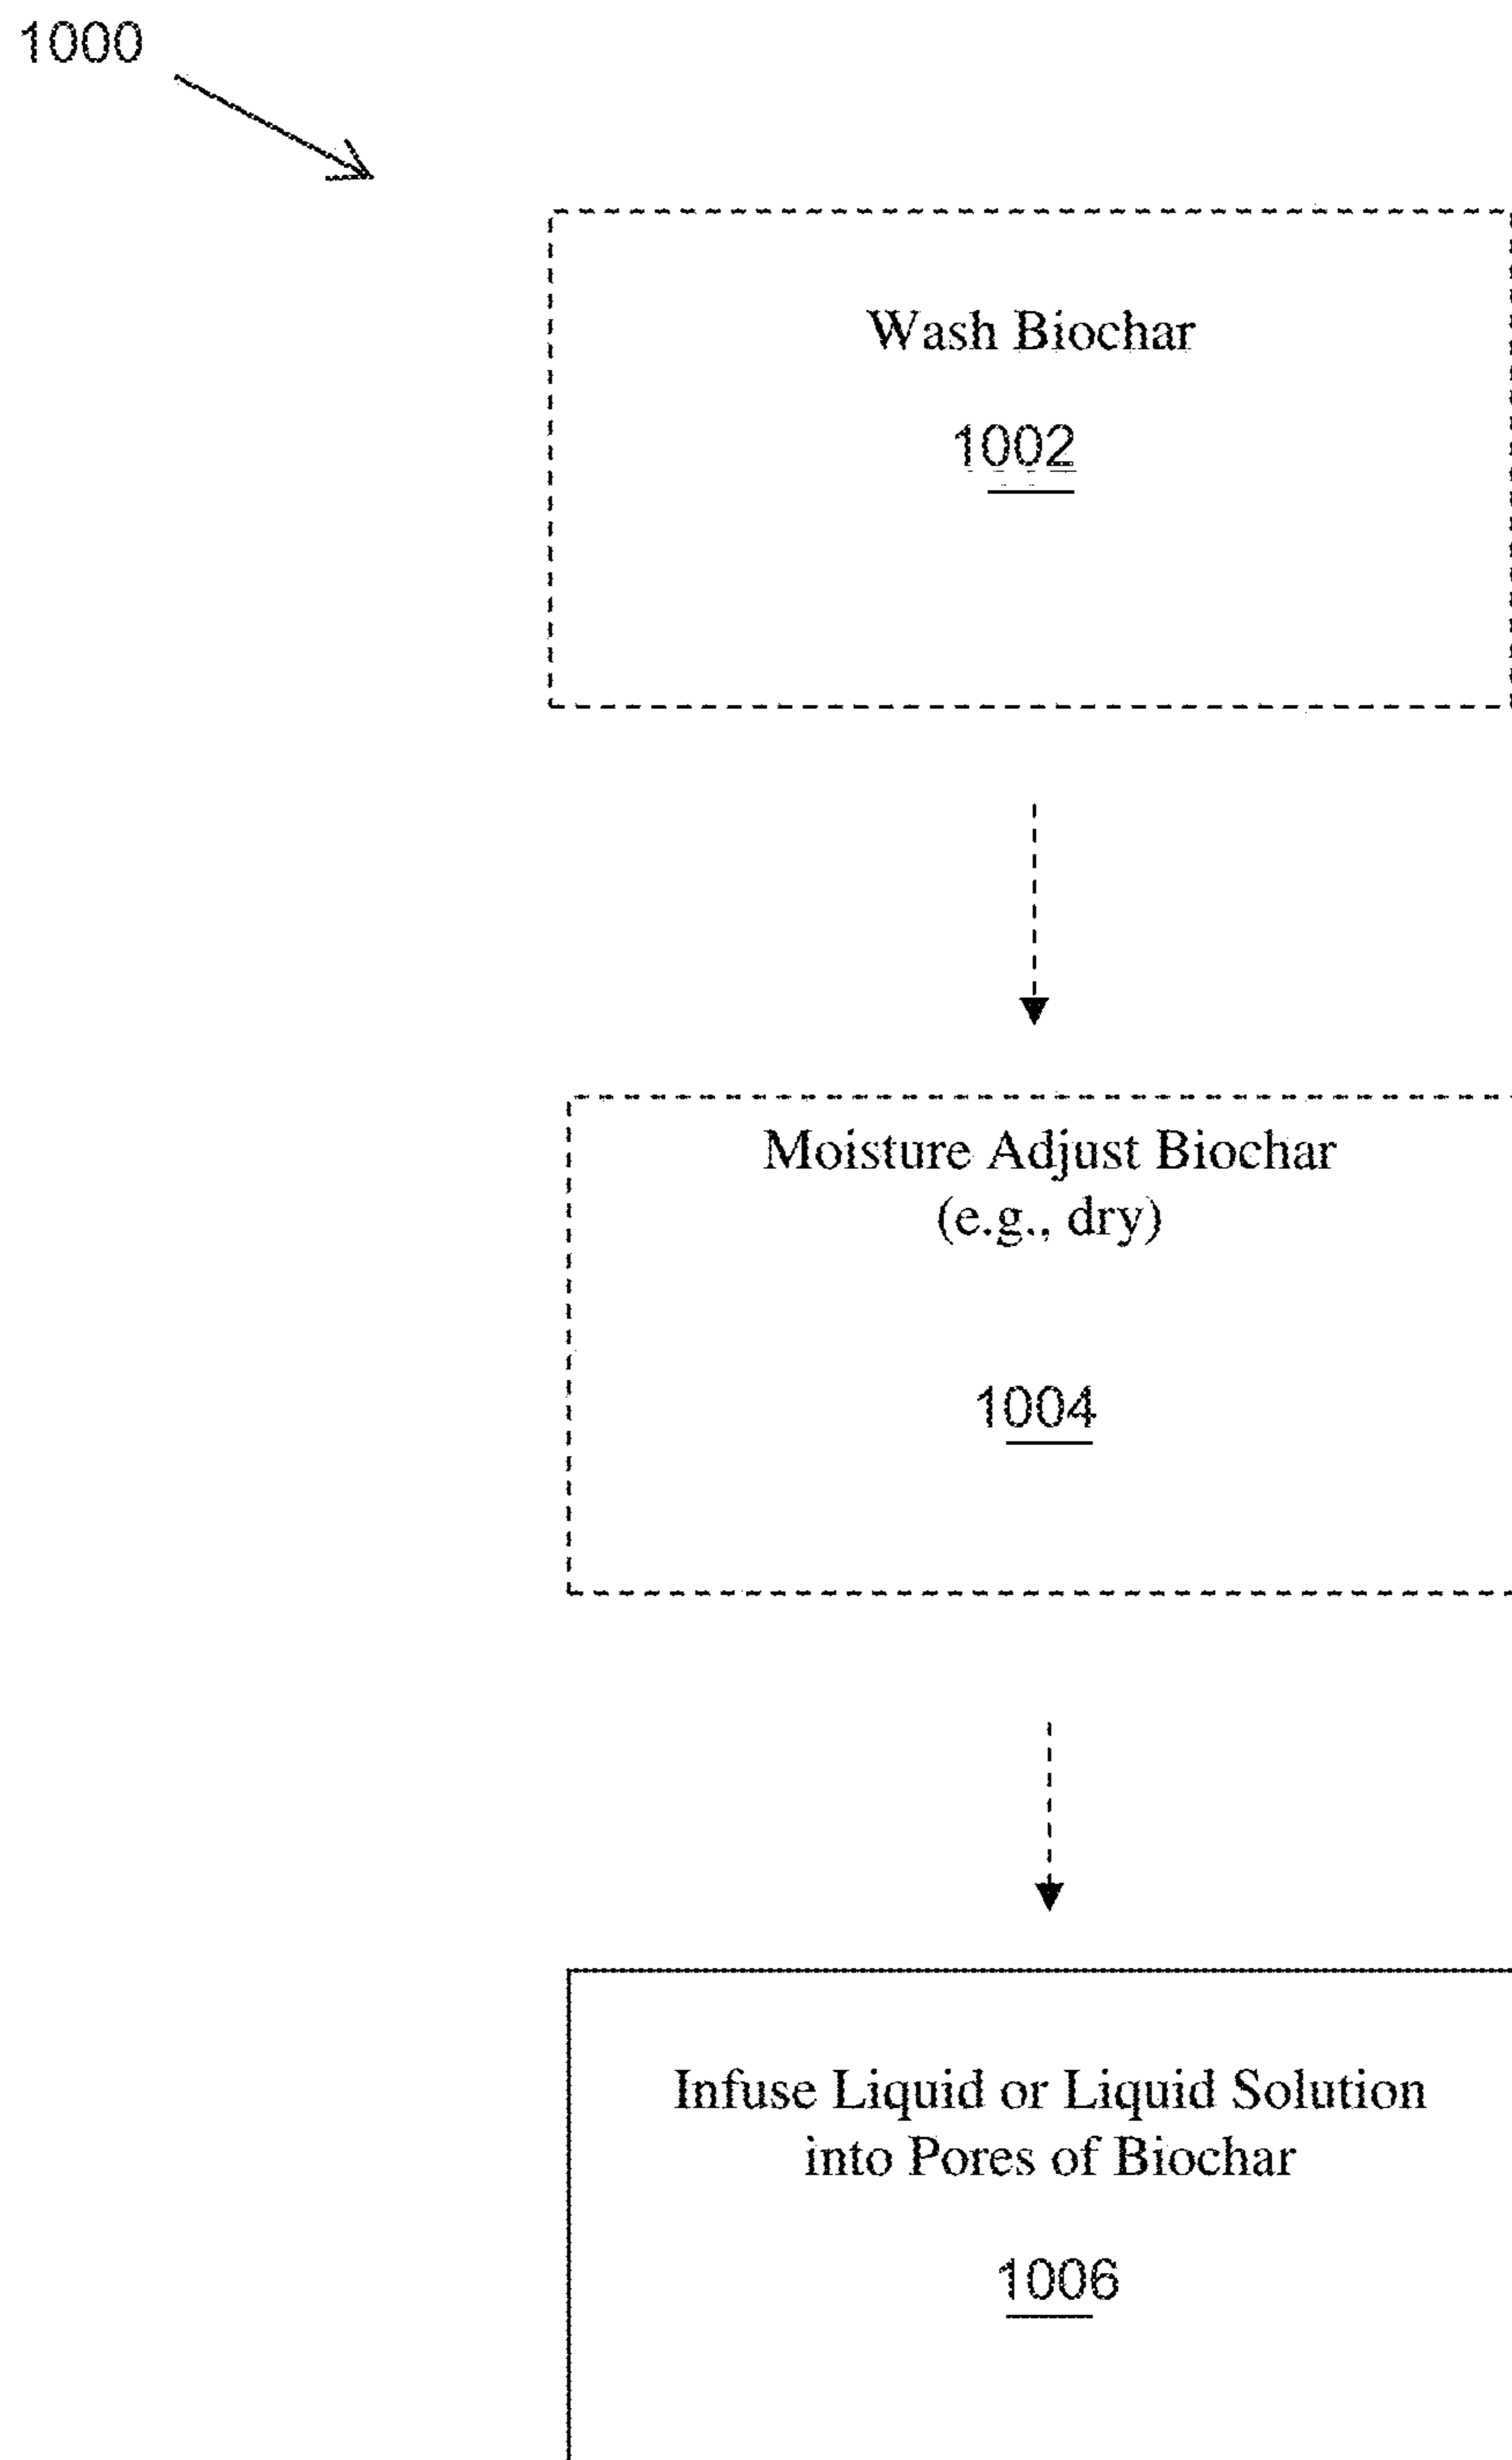 1000
Wash Biochar
1002
Moisture Adjust Biochar
(e.g., dry)
1004
Infuse Liquid or Liquid Solution
into Pores of Biochar
1006